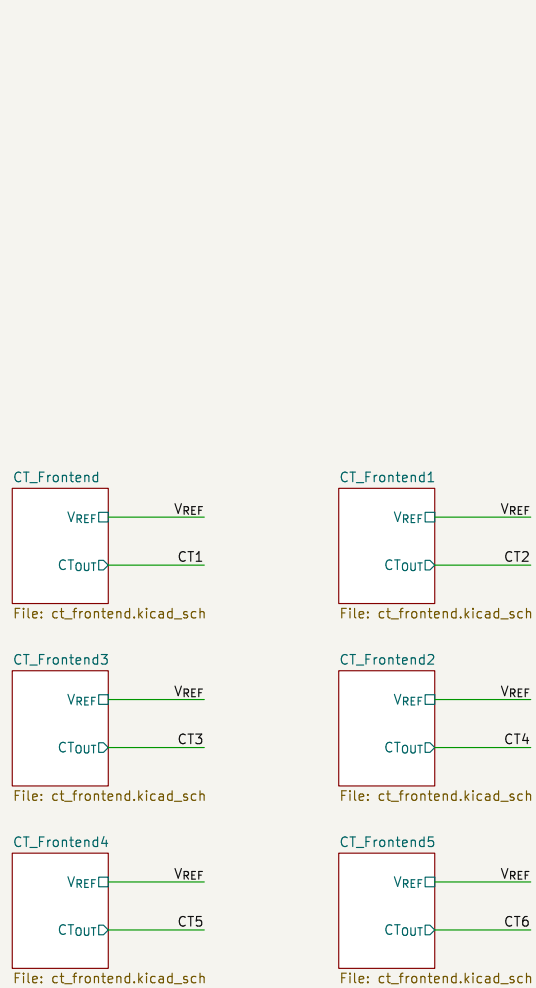 CT_Frontend
VREF
VREF
CTOUT
CT1
File: ct_frontend.kicad_sch
CT_Frontend1
VREF
VREF
CTOUT
CT2
File: ct_frontend.kicad_sch
CT_Frontend3
VREF
VREF
CTOUT
CT3
File: ct_frontend.kicad_sch
CT_Frontend2
VREF
VREF
CTOUT
CT4
File: ct_frontend.kicad_sch
CT_Frontend4
VREF
VREF
CTOUT
CT5
File: ct_frontend.kicad_sch
CT_Frontend5
VREF
VREF
CTOUT
CT6
File: ct_frontend.kicad_sch